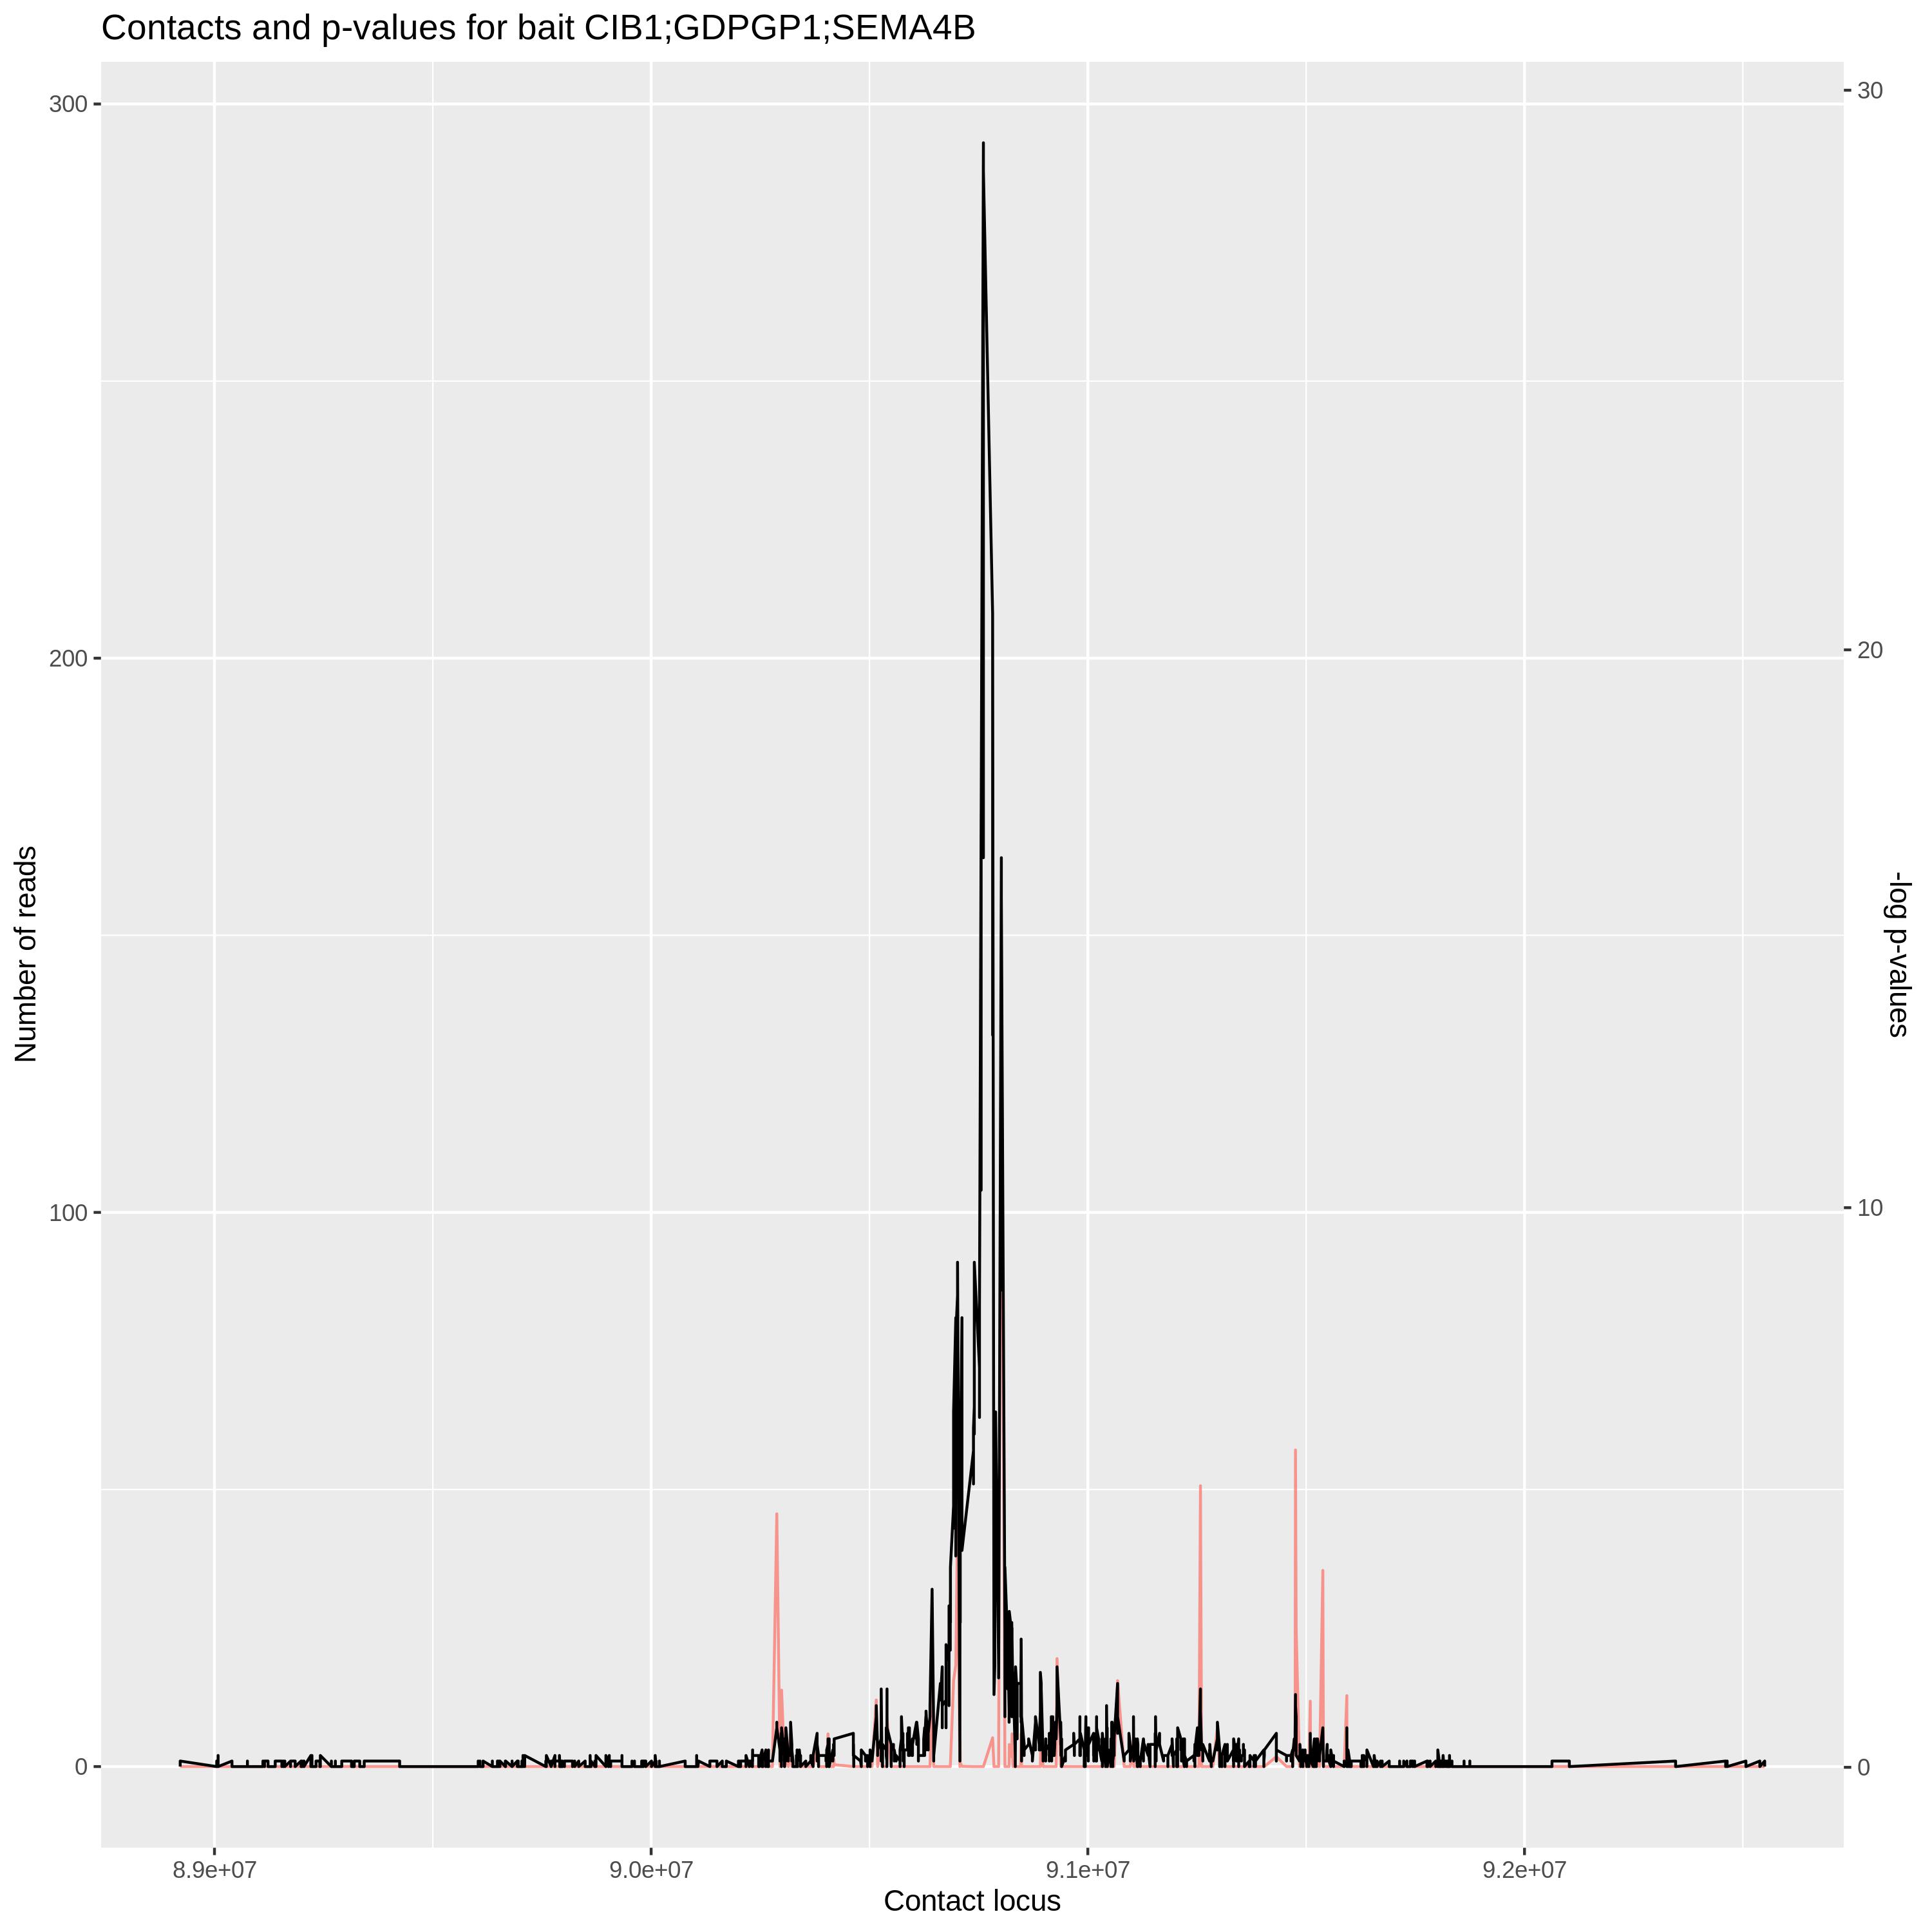 Contacts and p-values for bait CIB1;GDPGP1;SEMA4B
300
200
100
0
Number of reads
30
20
10
0
-log p-values
8.9e+07 9.0e+07 9.1e+07 9.2e+07
Contact locus